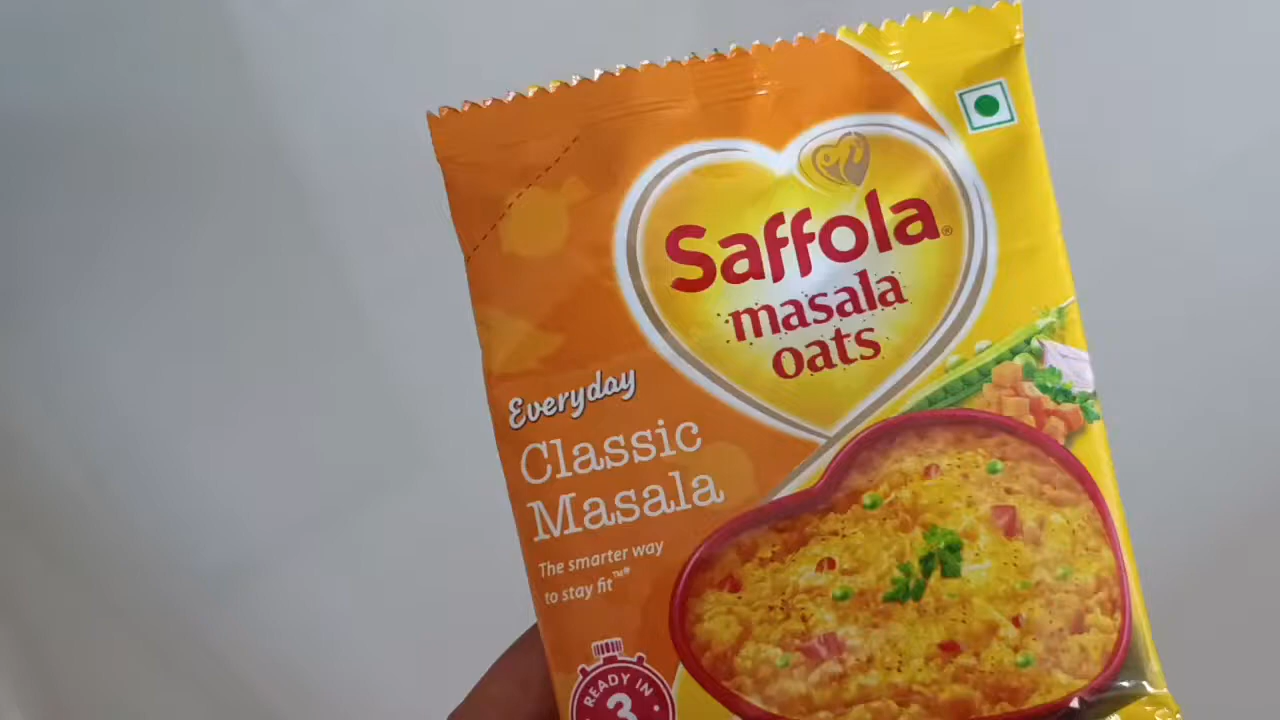 Saffola®
masala
oats
Everyday
Classic
Masala
The smarter way
to stay fit™*
READY IN
3